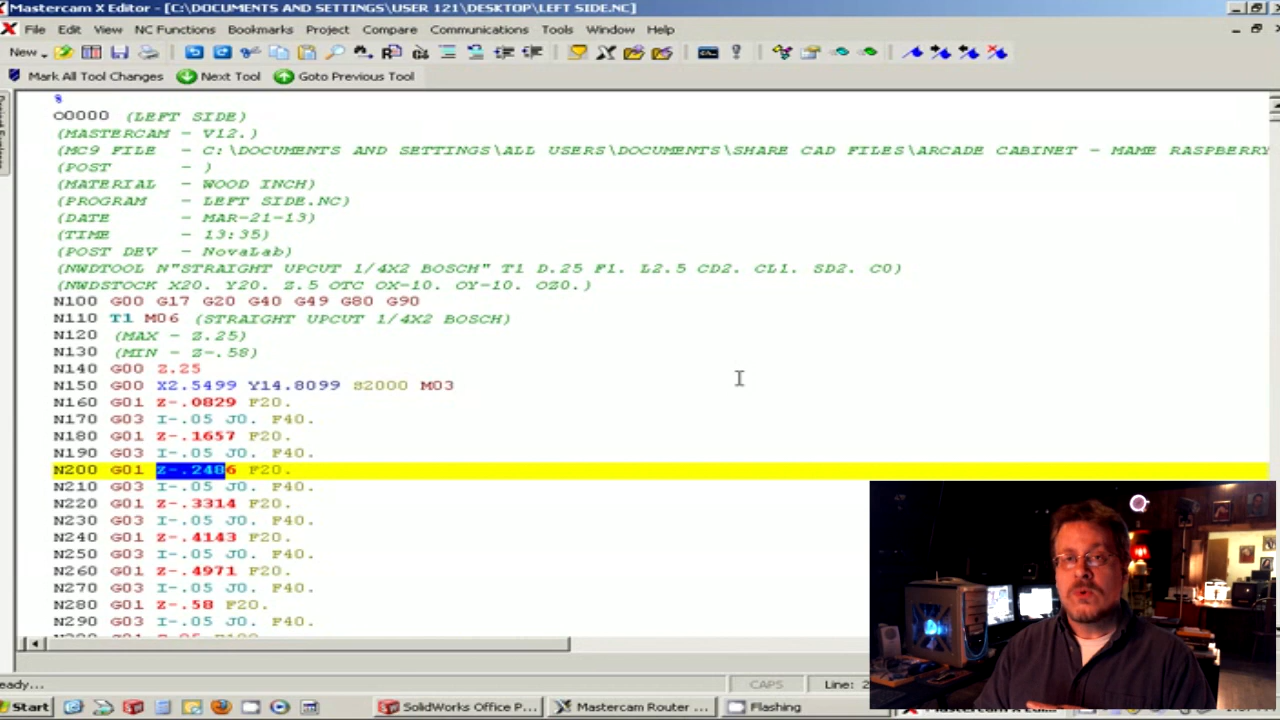 Mastercam X Editor - [C:\DOCUMENTS AND SETTINGS\USER 121\DESKTOP\LEFT SIDE.NC]
File Edit View NC Functions Bookmarks Project Compare Communications Tools Window Help
New
Mark All Tool Changes Next Tool Goto Previous Tool
%
O0000 (LEFT SIDE)
(MASTERCAM - V12.)
(MC9 FILE - C:\DOCUMENTS AND SETTINGS\ALL USERS\DOCUMENTS\SHARE CAD FILES\ARCADE CABINET - MAME RASPBERRY
(POST - )
(MATERIAL - WOOD INCH)
(PROGRAM - LEFT SIDE.NC)
(DATE - MAR-21-13)
(TIME - 13:35)
(POST DEV - NovaLab)
(NWDTOOL N"STRAIGHT UPCUT 1/4X2 BOSCH" T1 D.25 F1. L2.5 CD2. CL1. SD2. C0)
(NWDSTOCK X20. Y20. Z.5 OTC OX-10. OY-10. OZ0.)
N100 G00 G17 G20 G40 G49 G80 G90
N110 T1 M06 (STRAIGHT UPCUT 1/4X2 BOSCH)
N120 (MAX - Z.25)
N130 (MIN - Z-.58)
N140 G00 Z.25
N150 G00 X2.5499 Y14.8099 S2000 M03
N160 G01 Z-.0829 F20.
N170 G03 I-.05 J0. F40.
N180 G01 Z-.1657 F20.
N190 G03 I-.05 J0. F40.
N200 G01 Z-.2486 F20.
N210 G03 I-.05 J0. F40.
N220 G01 Z-.3314 F20.
N230 G03 I-.05 J0. F40.
N240 G01 Z-.4143 F20.
N250 G03 I-.05 J0. F40.
N260 G01 Z-.4971 F20.
N270 G03 I-.05 J0. F40.
N280 G01 Z-.58 F20.
N290 G03 I-.05 J0. F40.
eady... CAPS Line: 2
Start SolidWorks Office P... Mastercam Router ... Flashing